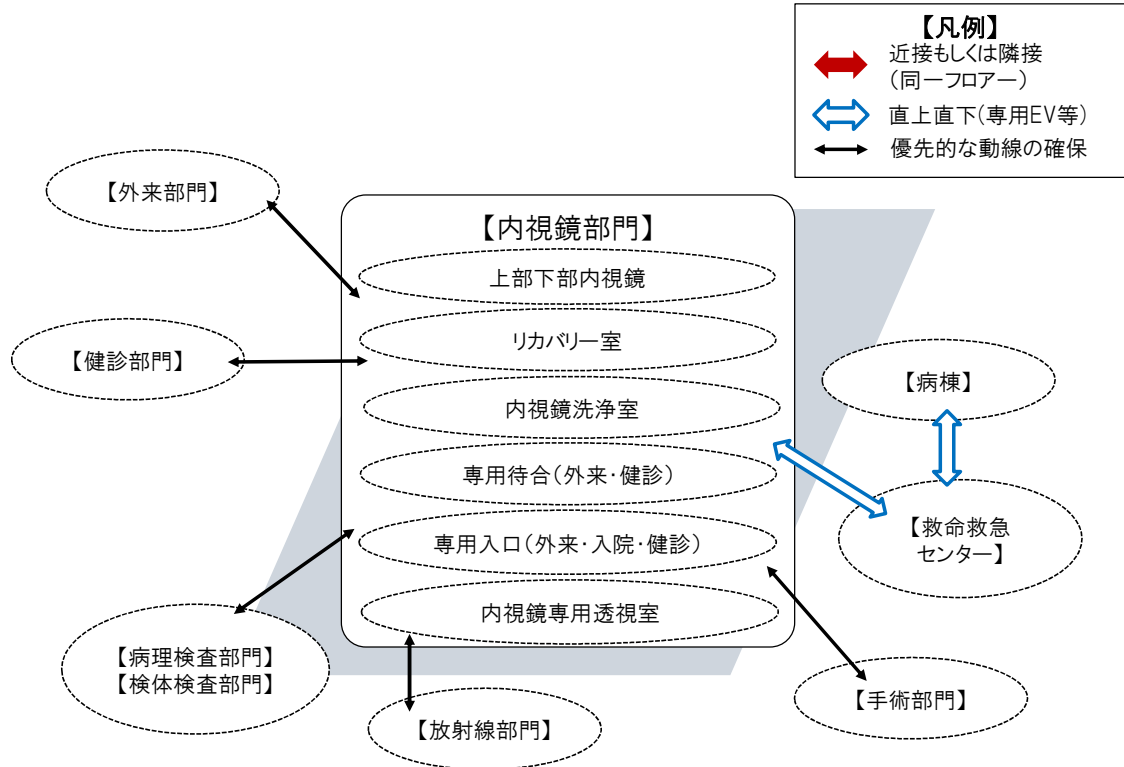 【凡例】
近接もしくは隣接
(同一フロアー)
直上直下(専用EV等)
優先的な動線の確保
【外来部門】
【内視鏡部門】
上部下部内視鏡
リカバリー室
【健診部門】
【病棟】
内視鏡洗浄室
専用待合(外来・健診)
【救命救急
センター】
専用入口(外来・入院・健診)
内視鏡専用透視室
【病理検査部門】
【検体検査部門】
【手術部門】
【放射線部門】